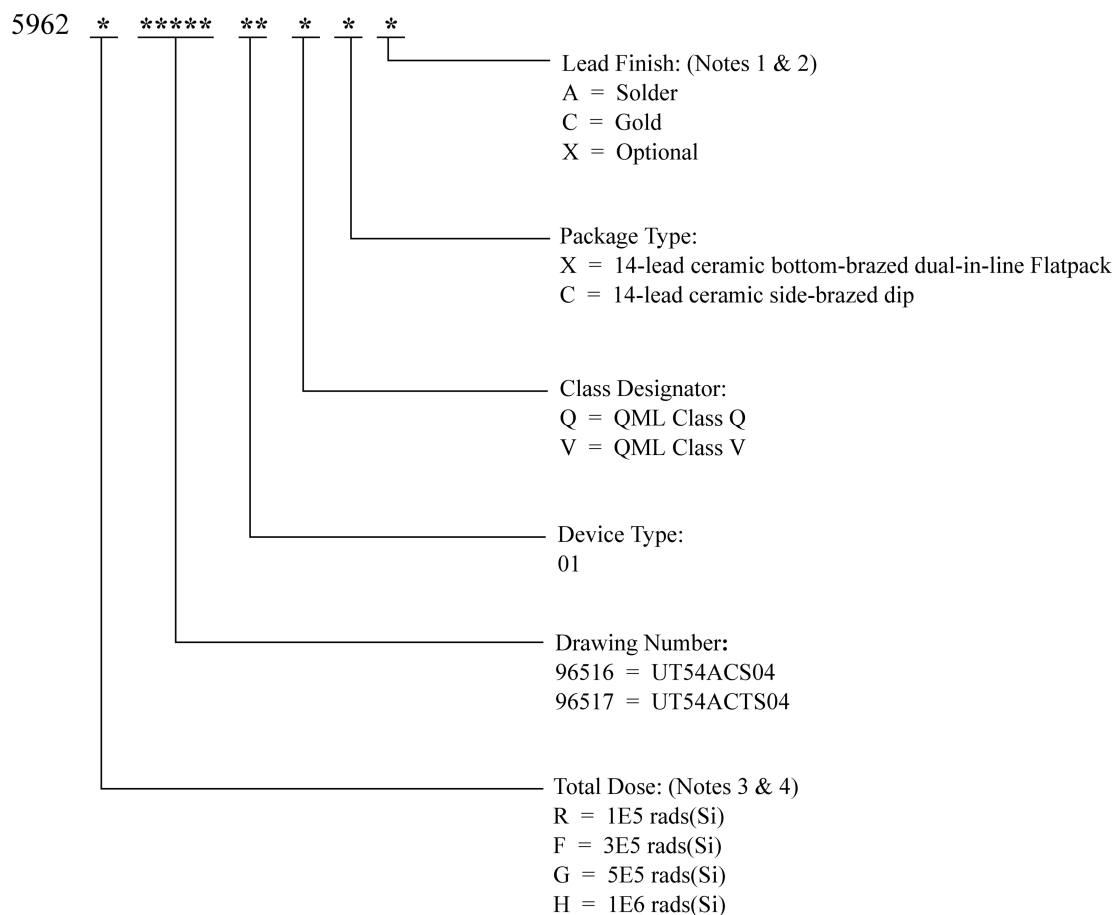 5962 * ***** ** * * *
Lead Finish: (Notes 1 & 2)
A = Solder
C = Gold
X = Optional
Package Type:
X = 14-lead ceramic bottom-brazed dual-in-line Flatpack
C = 14-lead ceramic side-brazed dip
Class Designator:
Q = QML Class Q
V = QML Class V
Device Type:
01
Drawing Number:
96516 = UT54ACS04
96517 = UT54ACTS04
Total Dose: (Notes 3 & 4)
R = 1E5 rads(Si)
F = 3E5 rads(Si)
G = 5E5 rads(Si)
H = 1E6 rads(Si)